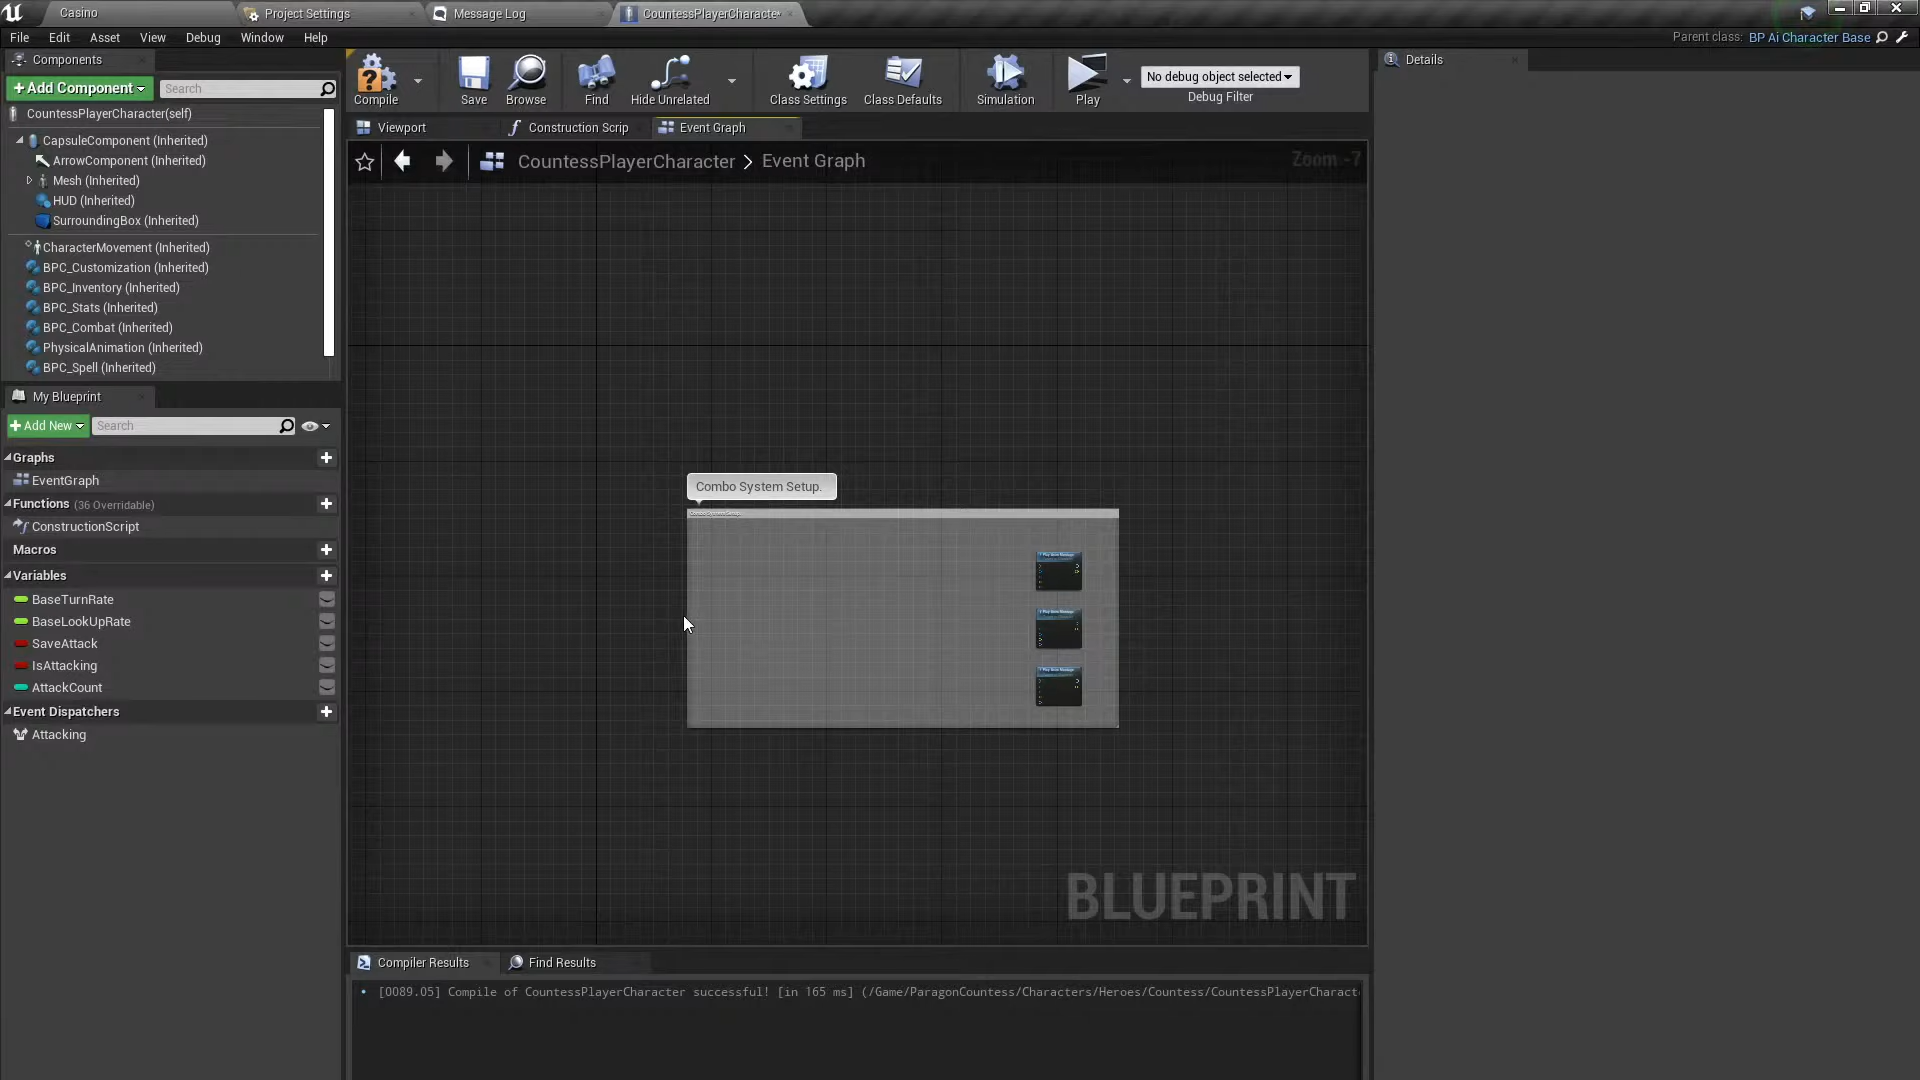 Casino
Project Settings
Message Log
CountessPlayerCharacte
File Edit Asset View Debug Window Help
Parent class: BP Ai Character Base
Components
Add Component
Search
CountessPlayerCharacter(self)
CapsuleComponent (Inherited)
ArrowComponent (Inherited)
Mesh (Inherited)
HUD (Inherited)
SurroundingBox (Inherited)
CharacterMovement (Inherited)
BPC_Customization (Inherited)
BPC_Inventory (Inherited)
BPC_Stats (Inherited)
BPC_Combat (Inherited)
PhysicalAnimation (Inherited)
BPC_Spell (Inherited)
My Blueprint
Add New
Search
Graphs
EventGraph
Functions (36 Overridable)
ConstructionScript
Macros
Variables
BaseTurnRate
BaseLookUpRate
SaveAttack
IsAttacking
AttackCount
Event Dispatchers
Attacking
Compile
Save
Browse
Find
Hide Unrelated
Class Settings
Class Defaults
Simulation
Play
No debug object selected
Debug Filter
Viewport
Construction Scrip
Event Graph
CountessPlayerCharacter > Event Graph
Zoom -7
Combo System Setup.
BLUEPRINT
Compiler Results
Find Results
• [0089.05] Compile of CountessPlayerCharacter successful! [in 165 ms] (/Game/ParagonCountess/Characters/Heroes/Countess/CountessPlayerCharact
Details